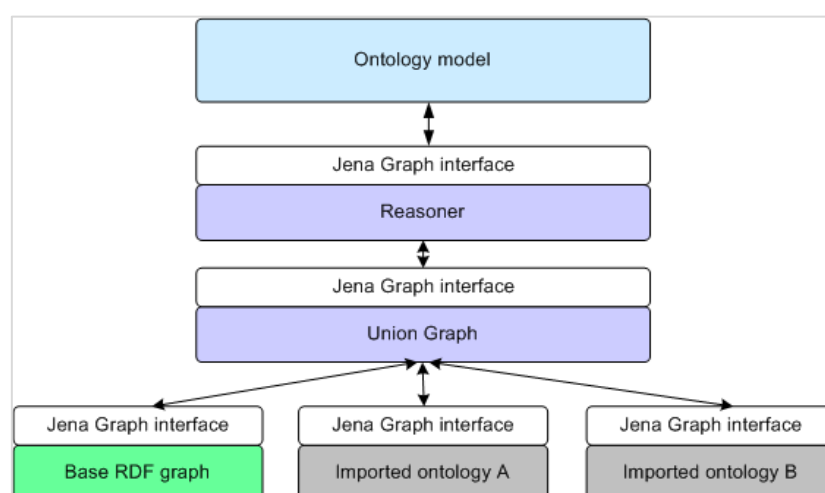 Ontology model
Jena Graph interface
Reasoner
Jena Graph interface
Union Graph
Jena Graph interface
Jena Graph interface
Jena Graph interface
Base RDF graph
Imported ontology A
Imported ontology B